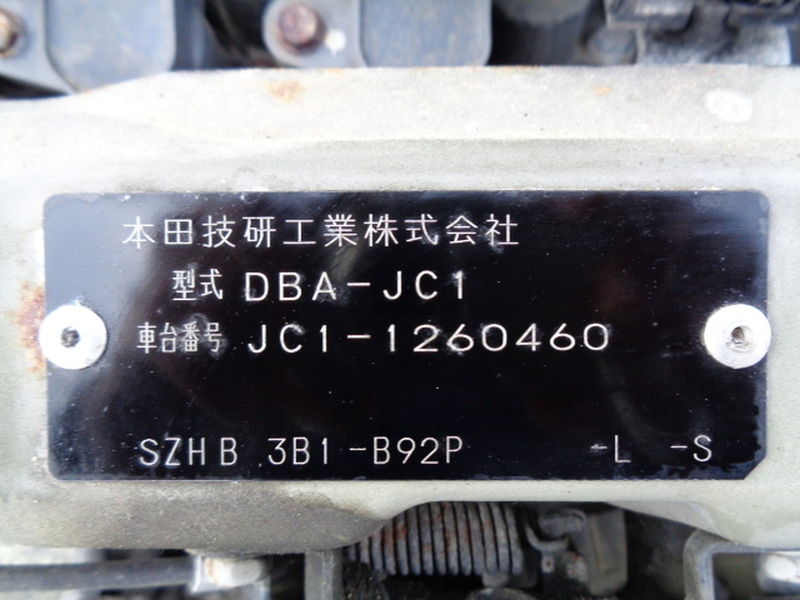 本田技研工業株式会社
型式 DBA-JC1
車台番号 JC1-1260460
SZHB 3B1-B92P -L -S